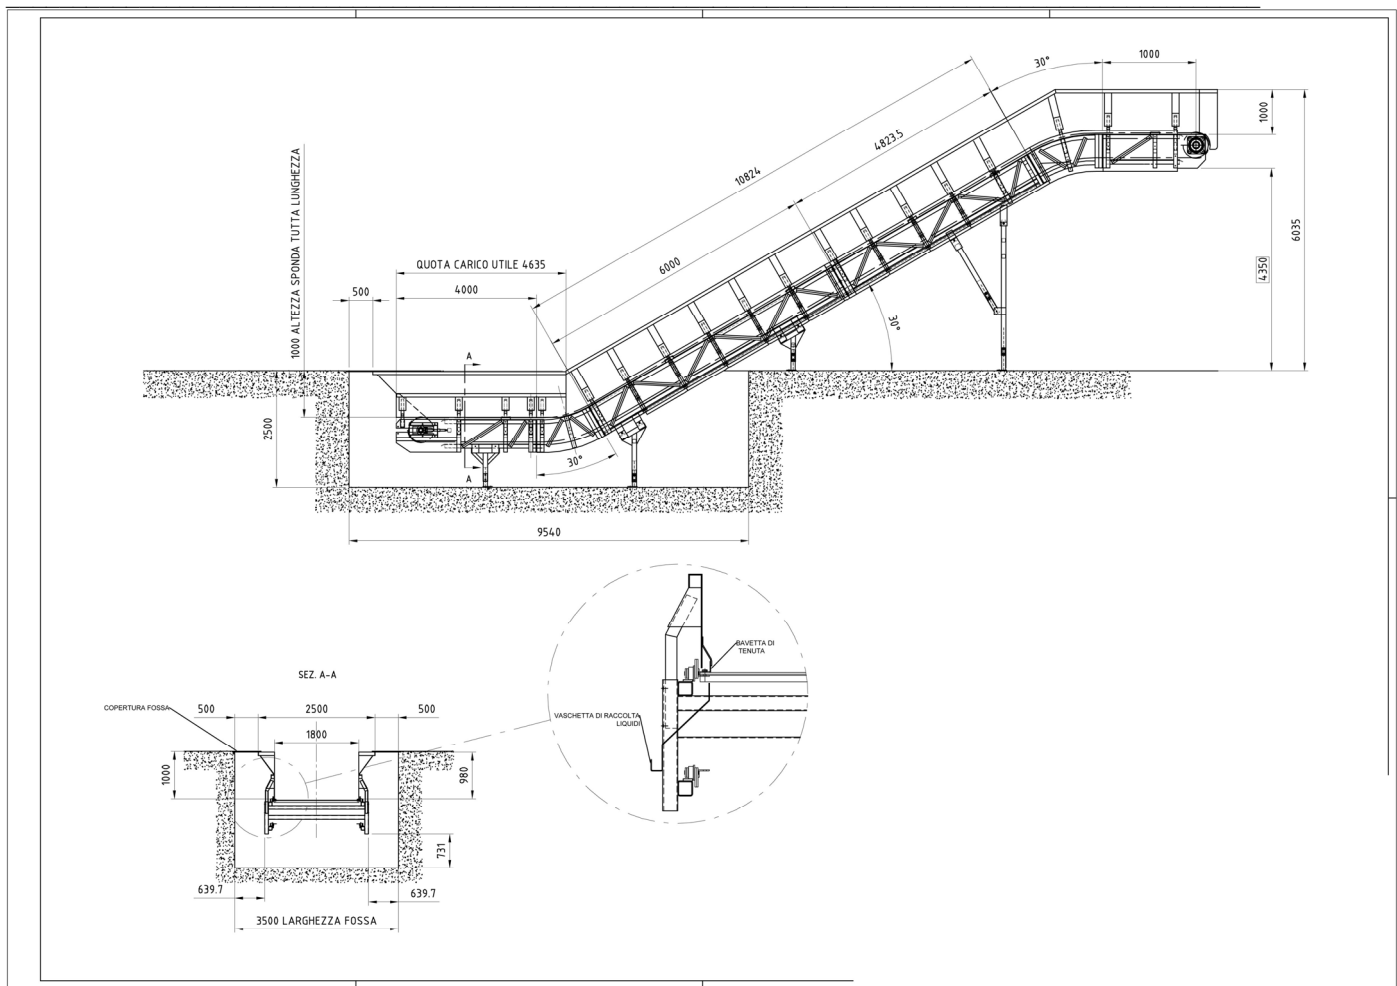 30°
1000
1000
4823.5
10824
6035
1000 ALTEZZA SPONDA TUTTA LUNGHEZZA
QUOTA CARICO UTILE 4635
6000
4350
500
4000
30°
A
2500
30°
A
9540
BAVETTA DI
TENUTA
SEZ. A-A
COPERTURA FOSSA
500
2500
500
VASCHETTA DI RACCOLTA
LIQUIDI
1800
1000
980
731
639.7
639.7
3500 LARGHEZZA FOSSA